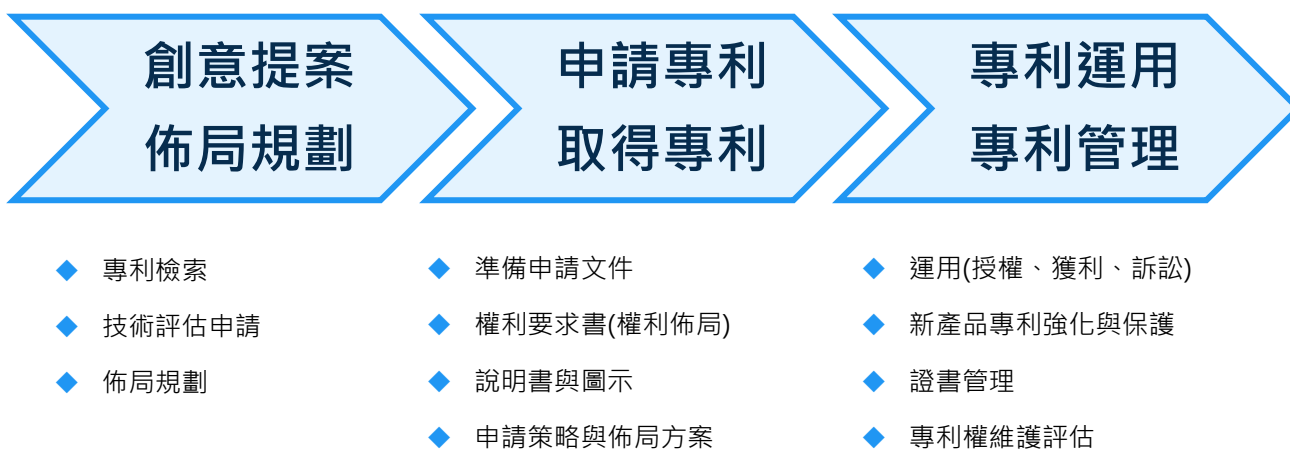 創意提案
佈局規劃
申請專利
取得專利
專利運用
專利管理
專利檢索
技術評估申請
佈局規劃
準備申請文件
權利要求書(權利佈局)
說明書與圖示
申請策略與佈局方案
運用(授權、獲利、訴訟)
新產品專利強化與保護
證書管理
專利權維護評估